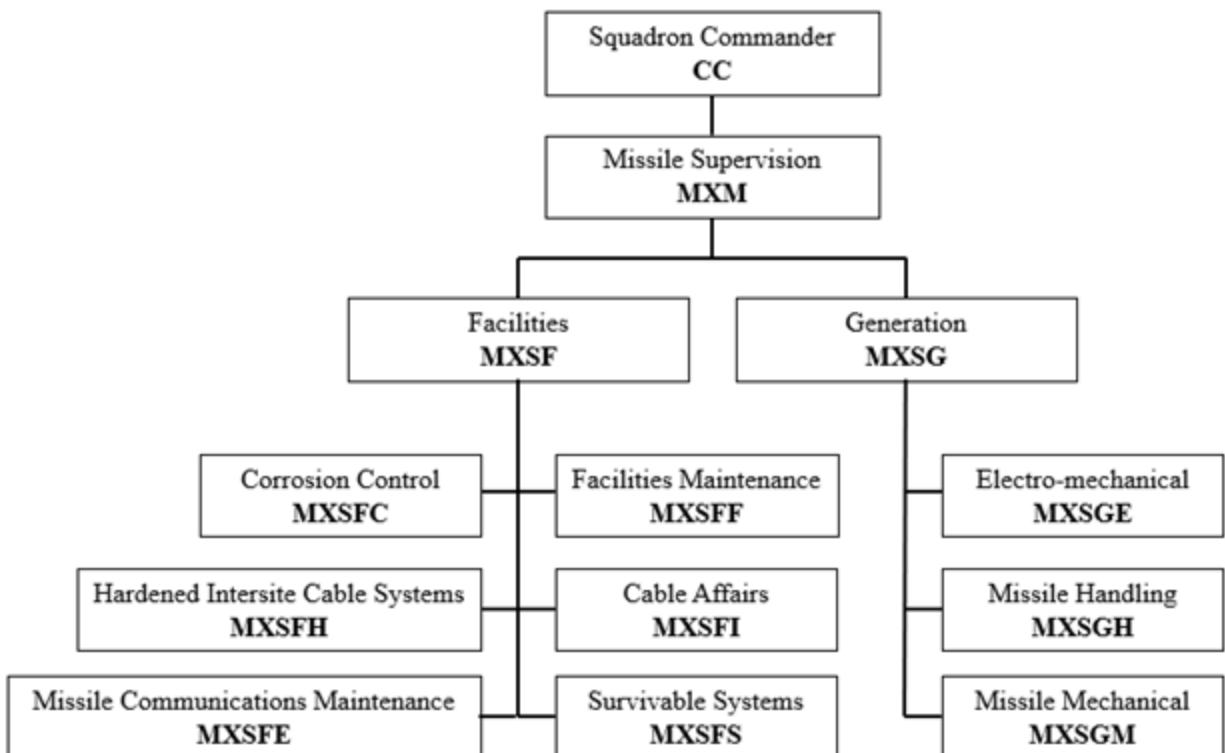 Squadron Commander
CC
Missile Supervision
MXM
Facilities
MXSF
Generation
MXSG
Corrosion Control
MXSFC
Facilities Maintenance
MXSFF
Electro-mechanical
MXSGE
Hardened Intersite Cable Systems
MXSFH
Cable Affairs
MXSFI
Missile Handling
MXSGH
Missile Communications Maintenance
MXSFE
Survivable Systems
MXSFS
Missile Mechanical
MXSGM